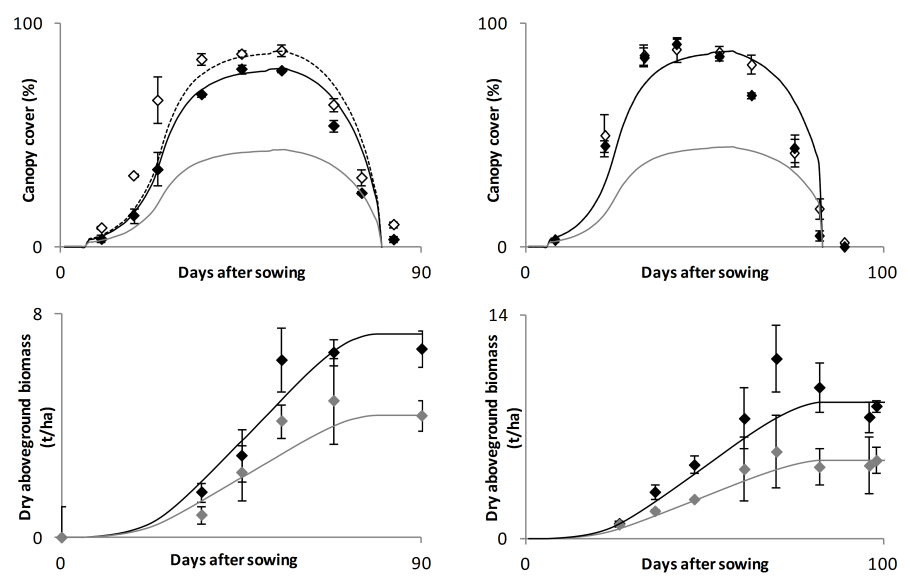 100
Canopy cover (%)
0
0
Days after sowing
90
100
Canopy cover (%)
0
0
Days after sowing
100
8
Dry aboveground biomass
(t/ha)
0
0
Days after sowing
90
14
Dry aboveground biomass
(t/ha)
0
0
Days after sowing
100